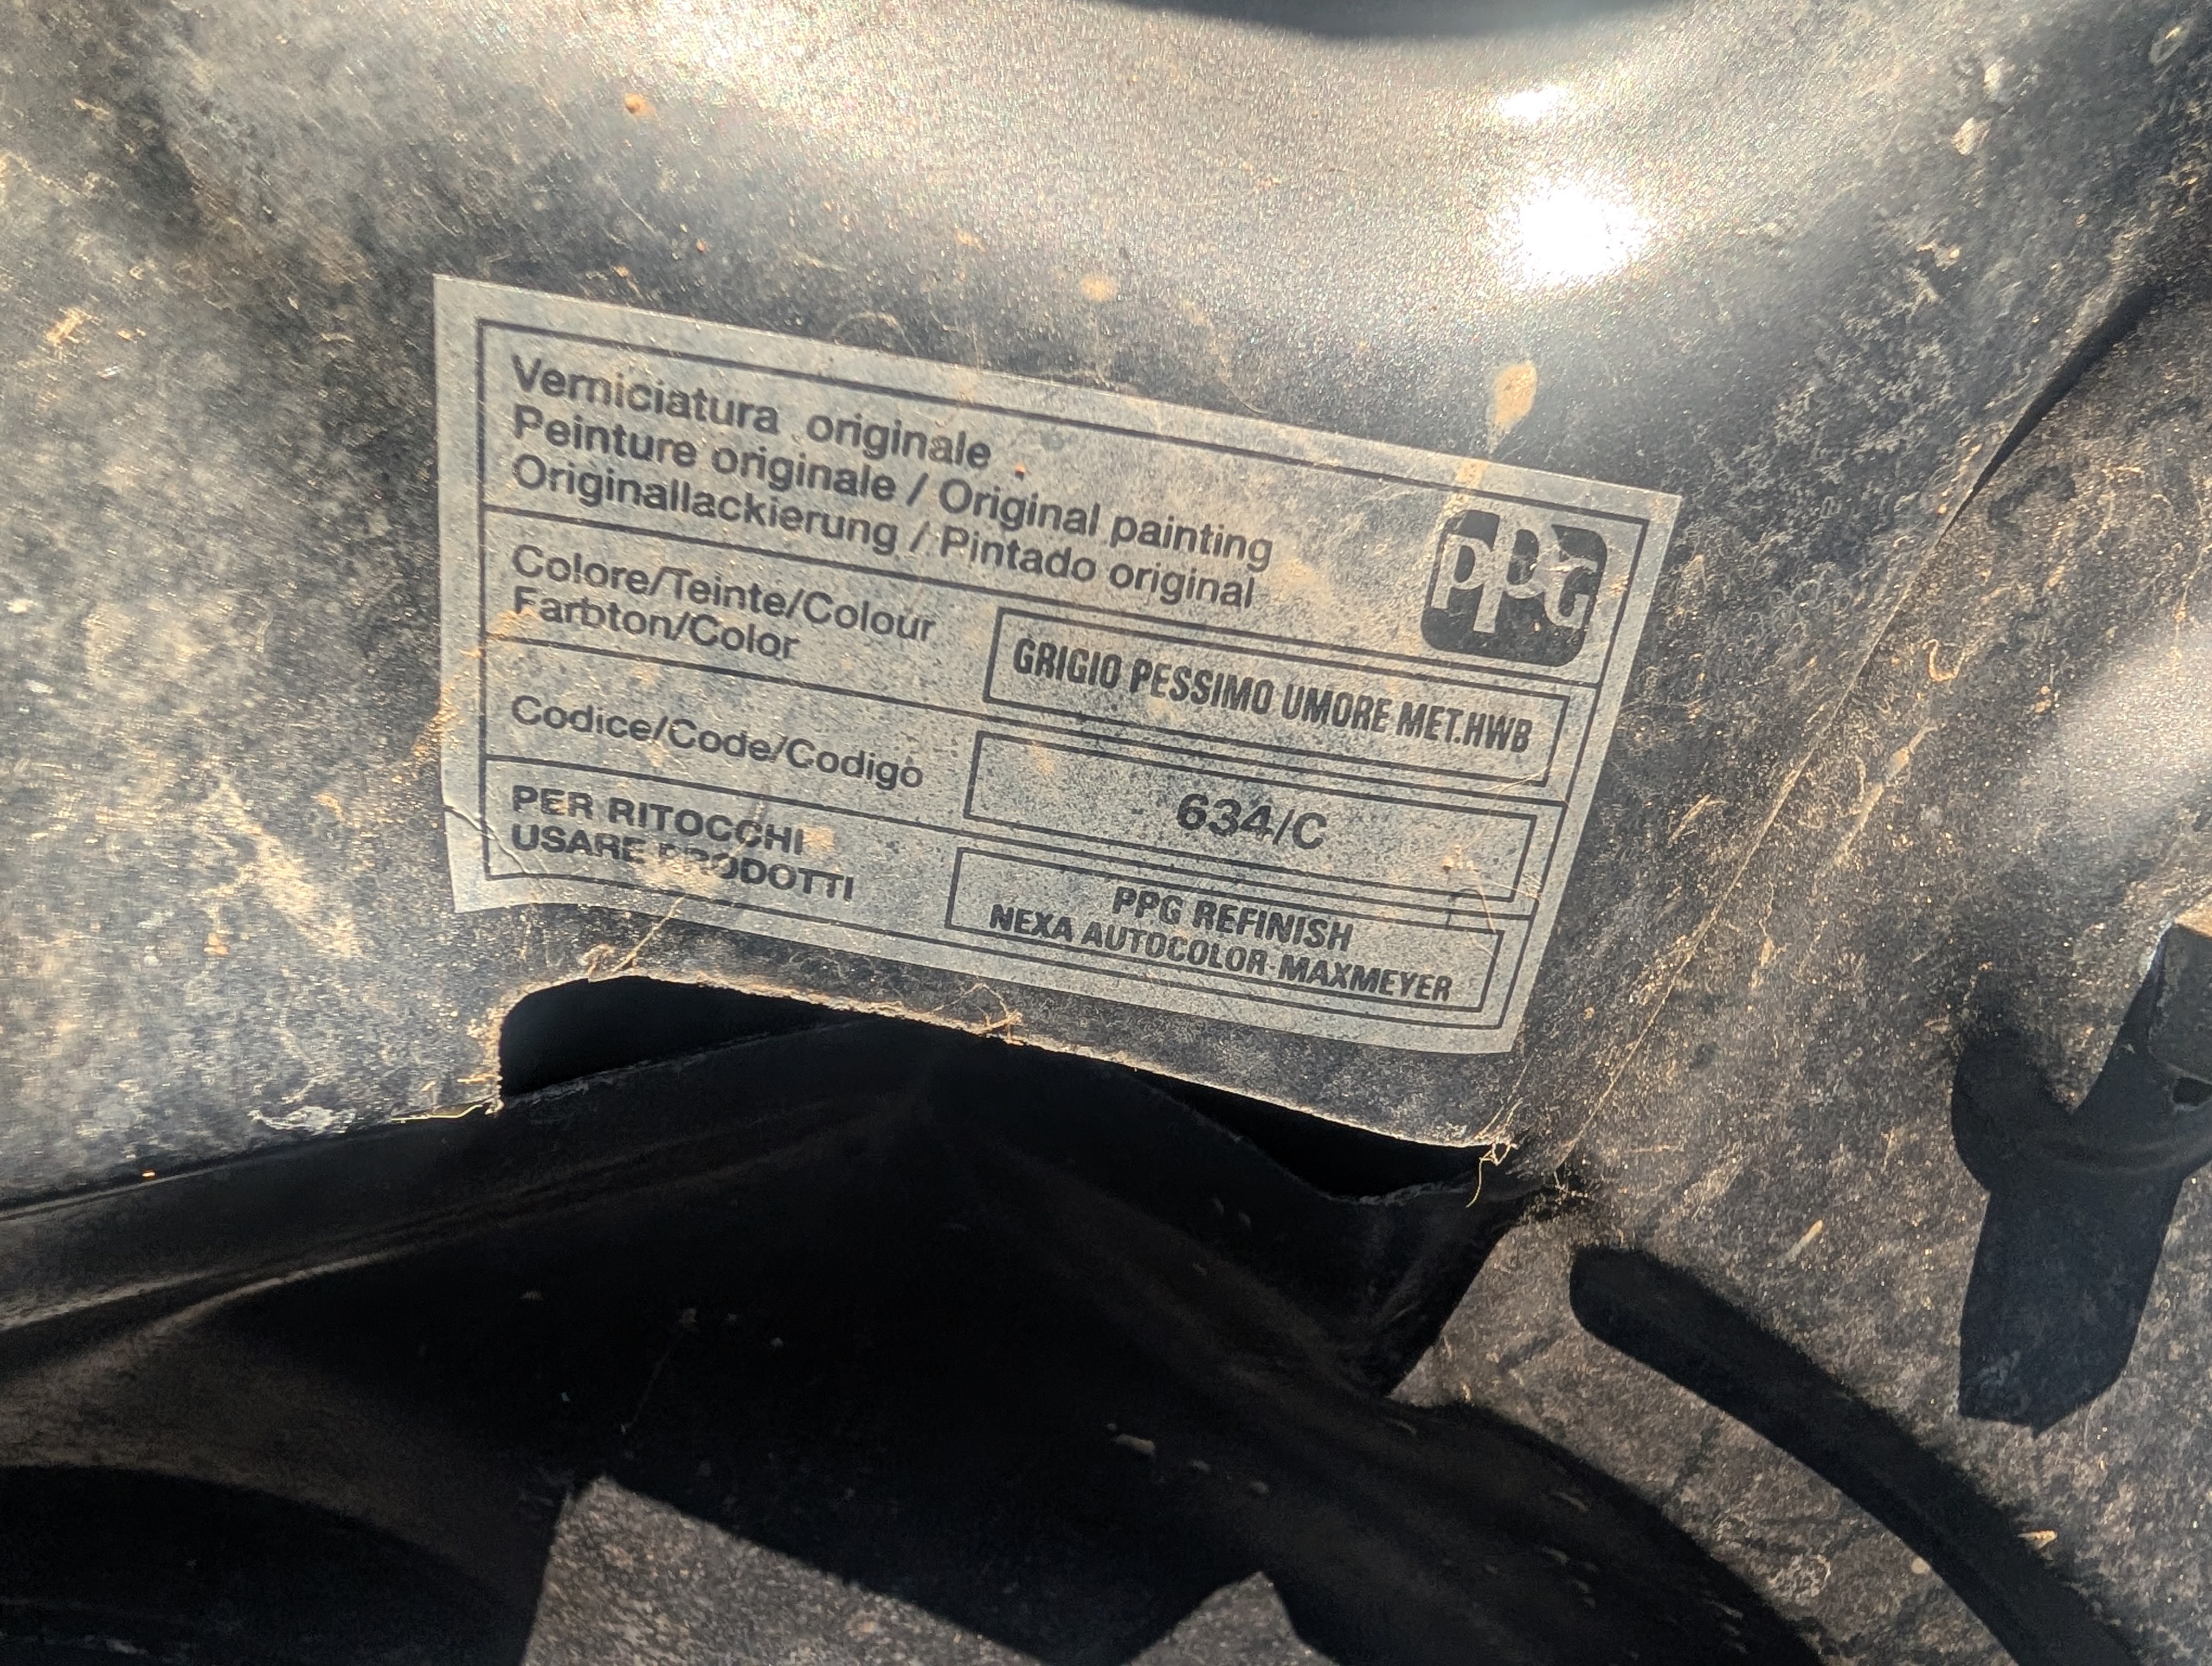 Verniciatura originale
Peinture originale / Original painting
Originallackierung / Pintado original
PPG
Colore/Teinte/Colour
Farbton/Color
GRIGIO PESSIMO UMORE MET.HWB
Codice/Code/Codigo
634/C
PER RITOCCHI
USARE PRODOTTI
PPG REFINISH
NEXA AUTOCOLOR-MAXMEYER